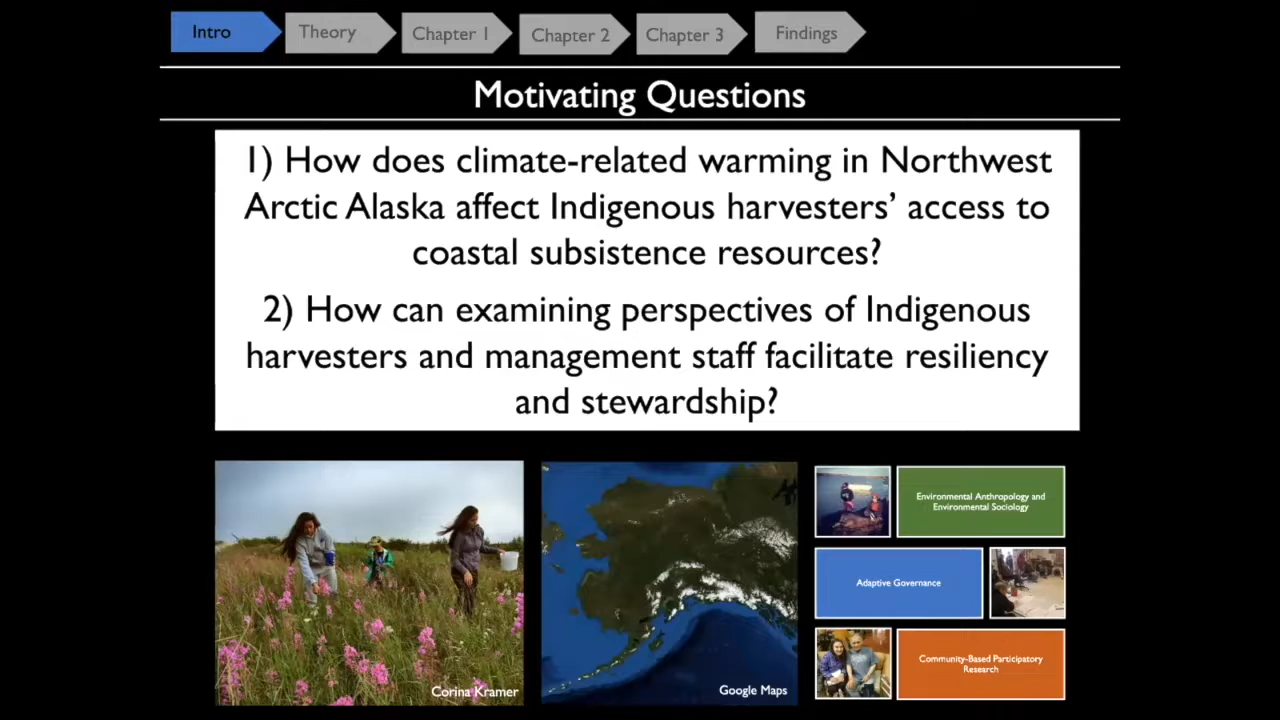 Intro
Theory
Chapter 1
Chapter 2
Chapter 3
Findings
Motivating Questions
1) How does climate-related warming in Northwest
Arctic Alaska affect Indigenous harvesters' access to
coastal subsistence resources?
2) How can examining perspectives of Indigenous
harvesters and management staff facilitate resiliency
and stewardship?
Corina Kramer
Google Maps
Environmental Anthropology and
Environmental Sociology
Adaptive Governance
Community-Based Participatory
Research